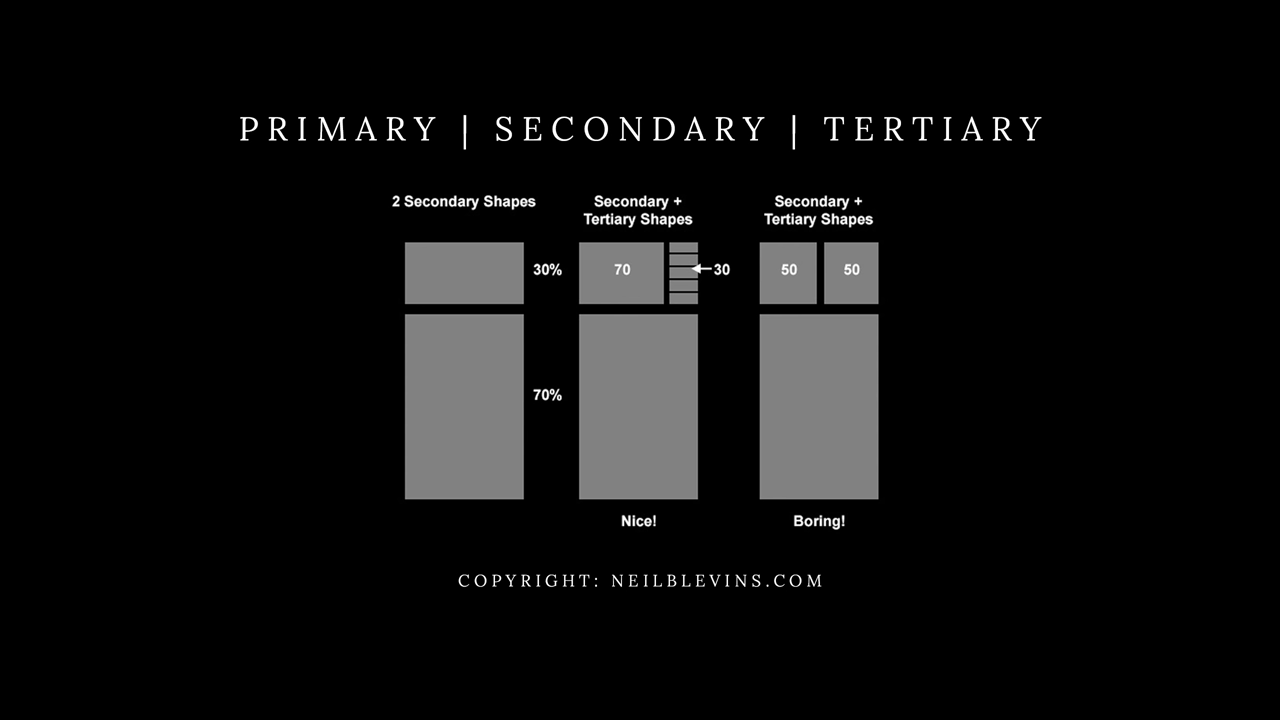 PRIMARY | SECONDARY | TERTIARY
2 Secondary Shapes
Secondary +
Tertiary Shapes
Secondary +
Tertiary Shapes
30%
70
30
50
50
70%
Nice!
Boring!
COPYRIGHT: NEILBLEVINS.COM